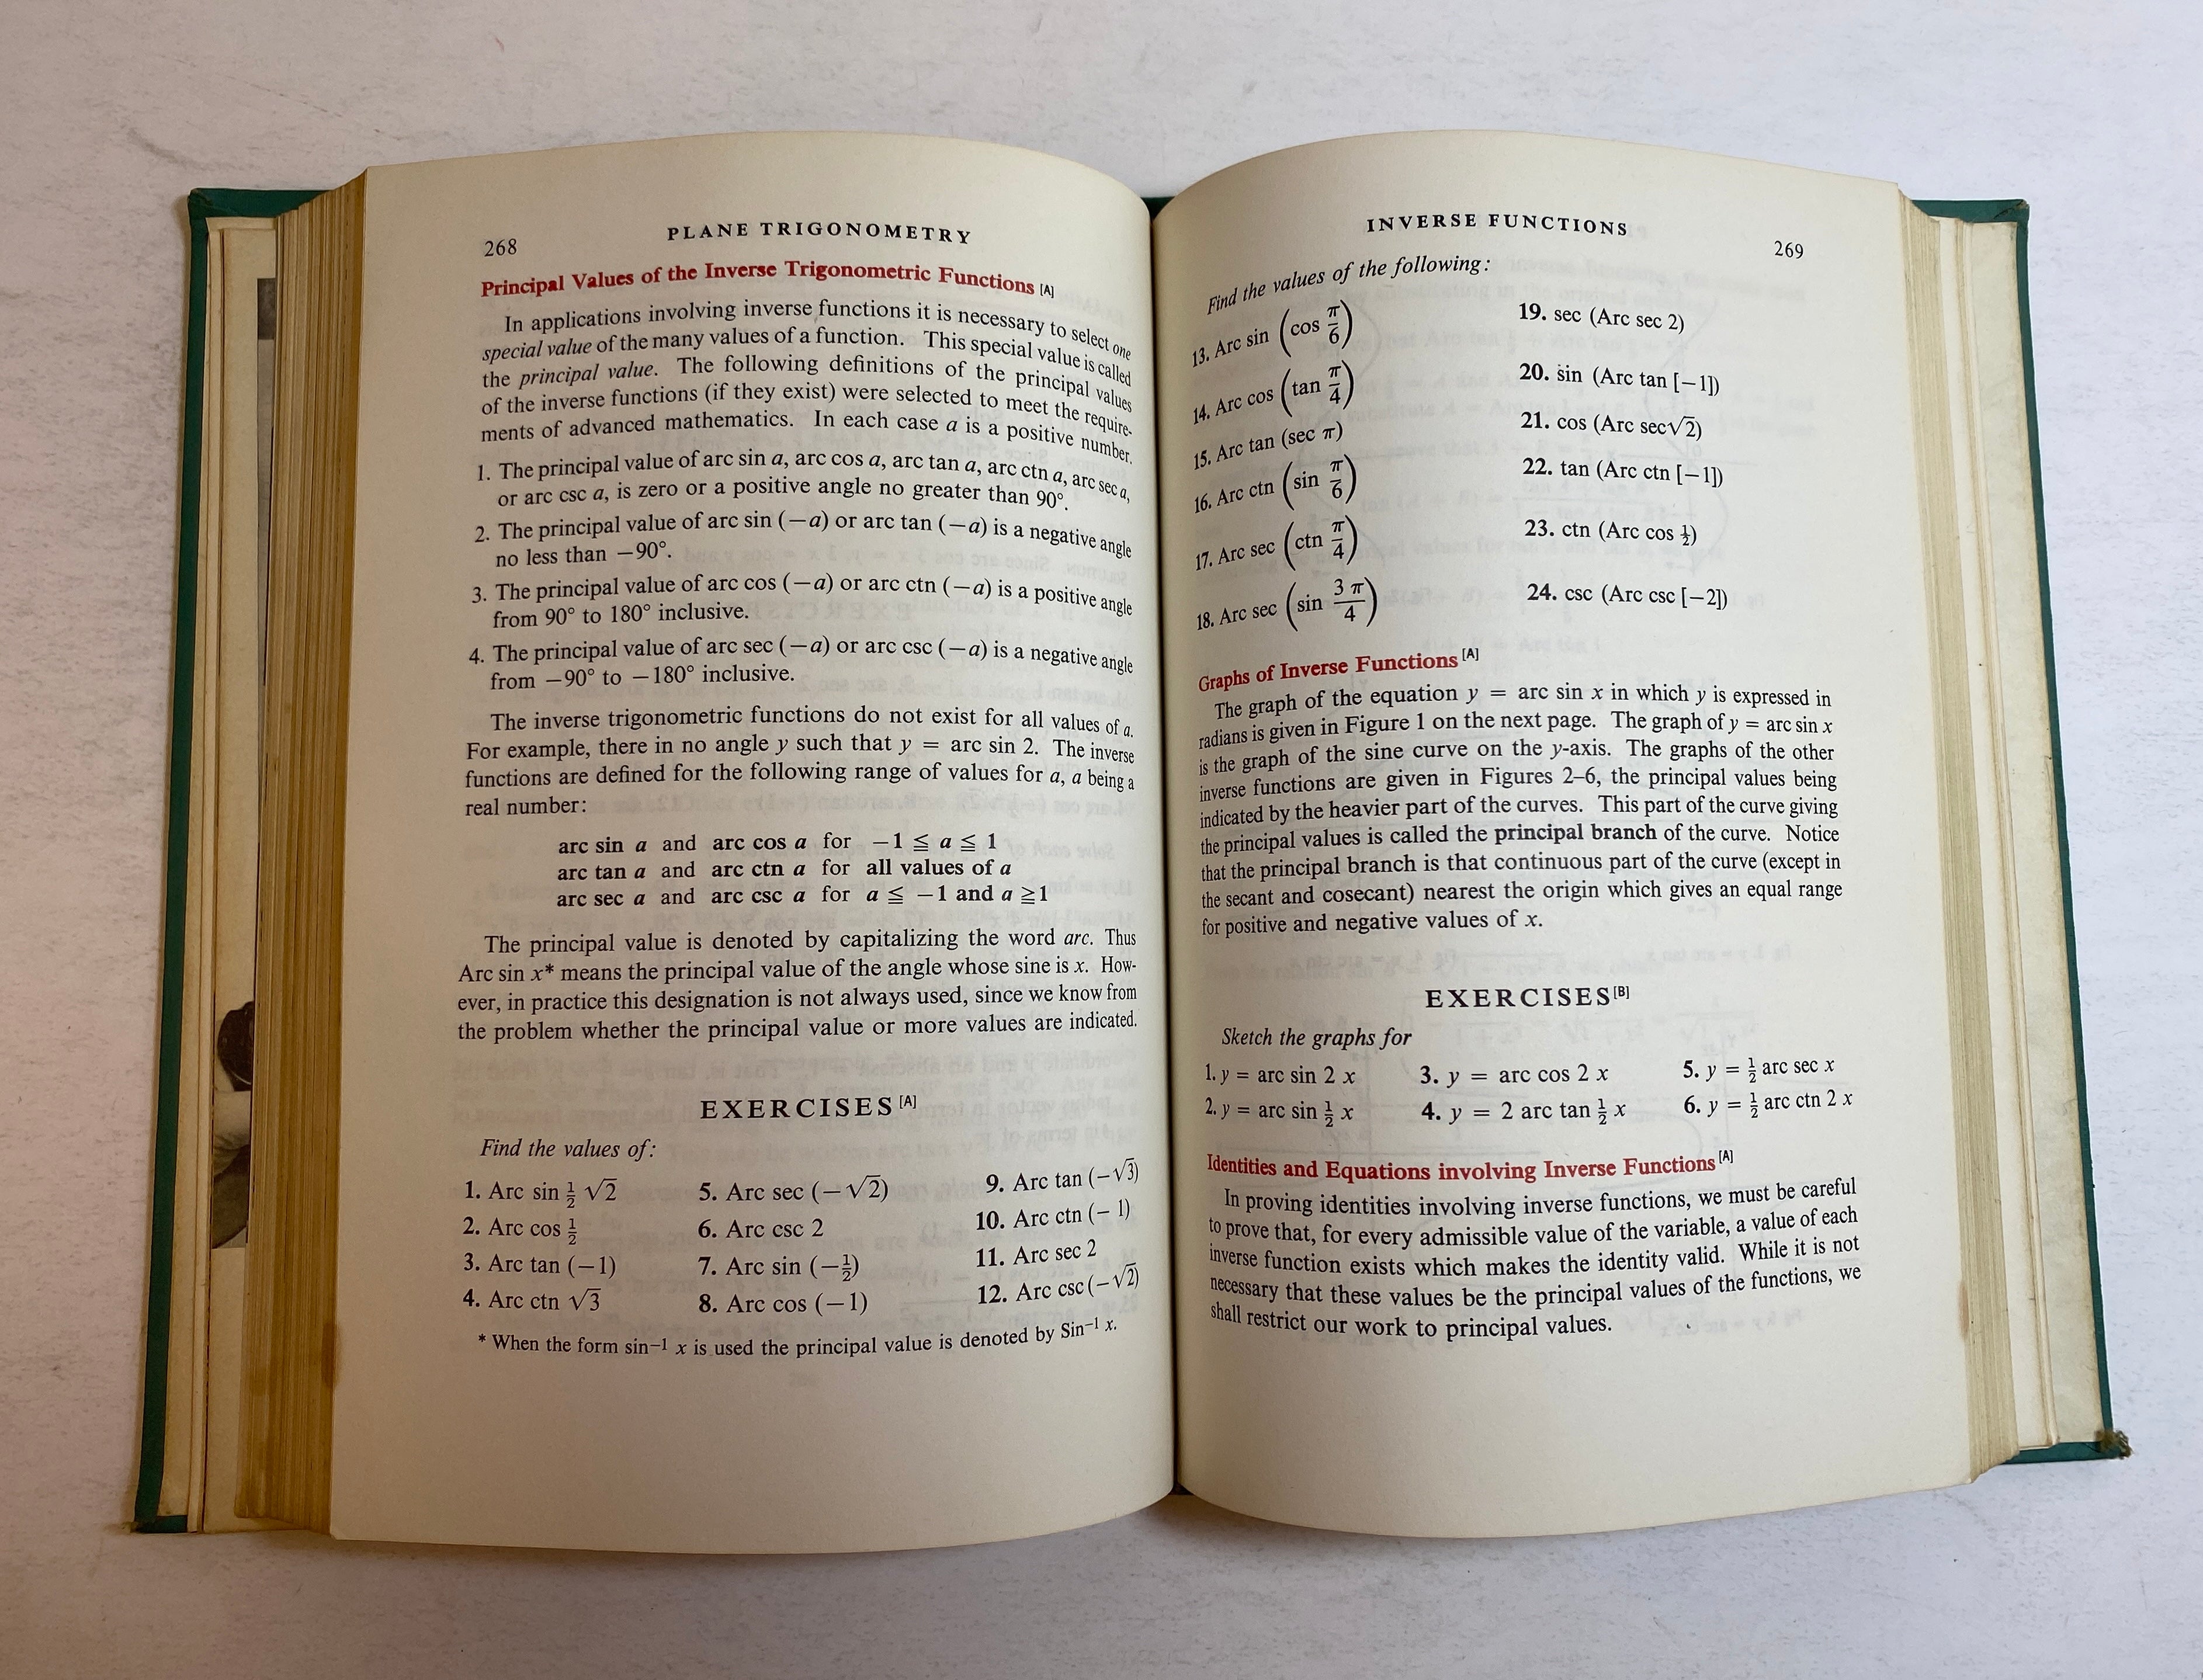 268
PLANE TRIGONOMETRY
Principal Values of the Inverse Trigonometric Functions [A]
In applications involving inverse functions it is necessary to select one
special value of the many values of a function. This special value is called
the principal value. The following definitions of the principal values
of the inverse functions (if they exist) were selected to meet the require-
ments of advanced mathematics. In each case a is a positive number.
1. The principal value of arc sin a, arc cos a, arc tan a, arc ctn a, arc sec a,
or arc csc a, is zero or a positive angle no greater than 90°.
2. The principal value of arc sin (−a) or arc tan (−a) is a negative angle
no less than −90°.
3. The principal value of arc cos (−a) or arc ctn (−a) is a positive angle
from 90° to 180° inclusive.
4. The principal value of arc sec (−a) or arc csc (−a) is a negative angle
from −90° to −180° inclusive.
The inverse trigonometric functions do not exist for all values of a.
For example, there in no angle y such that y = arc sin 2. The inverse
functions are defined for the following range of values for a, a being a
real number:
arc sin a and arc cos a for −1 ≦ a ≦ 1
arc tan a and arc ctn a for all values of a
arc sec a and arc csc a for a ≦ −1 and a ≧ 1
The principal value is denoted by capitalizing the word arc. Thus
Arc sin x* means the principal value of the angle whose sine is x. How-
ever, in practice this designation is not always used, since we know from
the problem whether the principal value or more values are indicated.
EXERCISES [A]
Find the values of:
1. Arc sin ½ √2
2. Arc cos ½
3. Arc tan (−1)
4. Arc ctn √3
5. Arc sec (−√2)
6. Arc csc 2
7. Arc sin (−½)
8. Arc cos (−1)
9. Arc tan (−√3)
10. Arc ctn (− 1)
11. Arc sec 2
12. Arc csc (−√2)
* When the form sin⁻¹ x is used the principal value is denoted by Sin⁻¹ x.
INVERSE FUNCTIONS
269
Find the values of the following:
13. Arc sin (cos π/6)
14. Arc cos (tan π/4)
15. Arc tan (sec π)
16. Arc ctn (sin π/6)
17. Arc sec (ctn π/4)
18. Arc sec (sin 3 π/4)
19. sec (Arc sec 2)
20. sin (Arc tan [−1])
21. cos (Arc sec√2)
22. tan (Arc ctn [−1])
23. ctn (Arc cos ½)
24. csc (Arc csc [−2])
Graphs of Inverse Functions [A]
The graph of the equation y = arc sin x in which y is expressed in
radians is given in Figure 1 on the next page. The graph of y = arc sin x
is the graph of the sine curve on the y-axis. The graphs of the other
inverse functions are given in Figures 2–6, the principal values being
indicated by the heavier part of the curves. This part of the curve giving
the principal values is called the principal branch of the curve. Notice
that the principal branch is that continuous part of the curve (except in
the secant and cosecant) nearest the origin which gives an equal range
for positive and negative values of x.
EXERCISES [B]
Sketch the graphs for
1. y = arc sin 2 x
2. y = arc sin ½ x
3. y = arc cos 2 x
4. y = 2 arc tan ½ x
5. y = ½ arc sec x
6. y = ½ arc ctn 2 x
Identities and Equations involving Inverse Functions [A]
In proving identities involving inverse functions, we must be careful
to prove that, for every admissible value of the variable, a value of each
inverse function exists which makes the identity valid. While it is not
necessary that these values be the principal values of the functions, we
shall restrict our work to principal values.